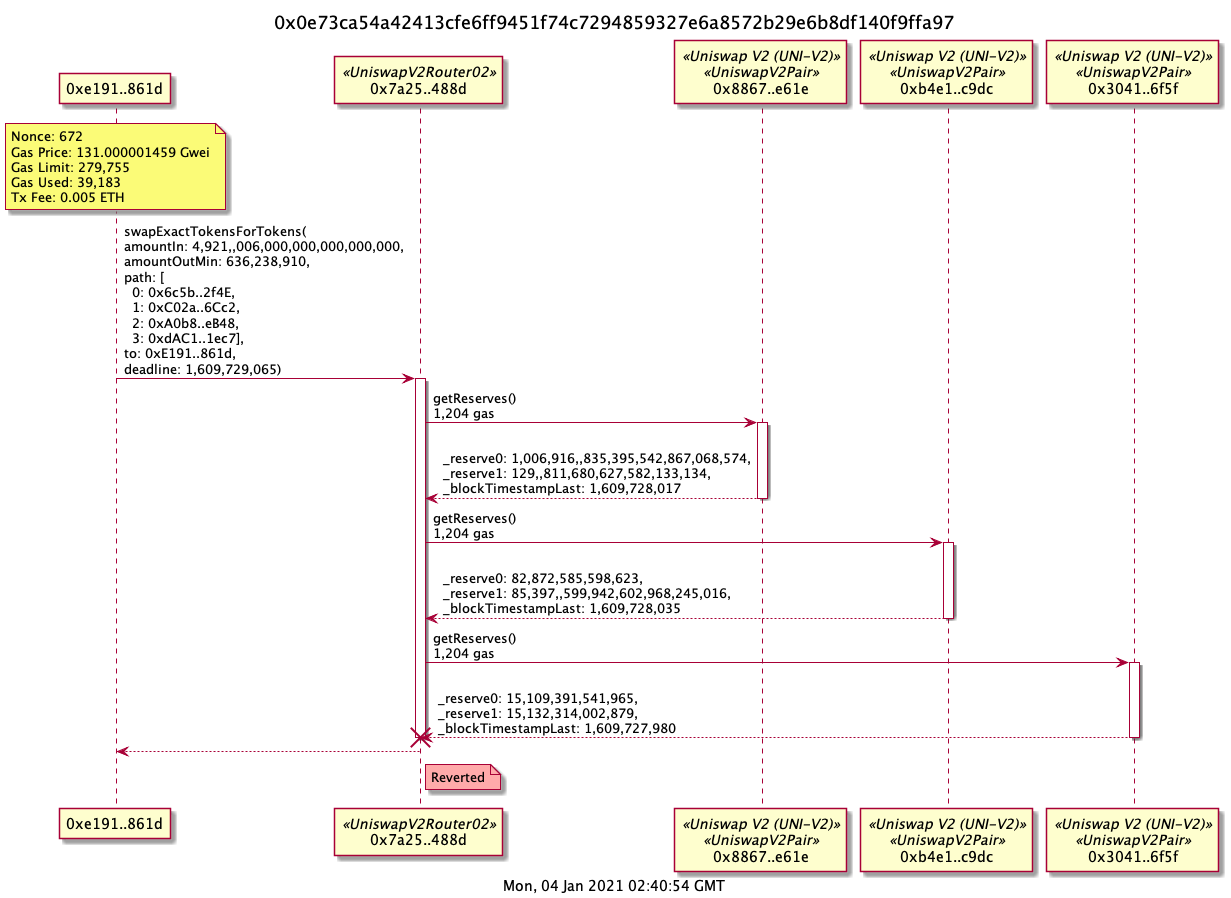 0x0e73ca54a42413cfe6ff9451f74c7294859327e6a8572b29e6b8df140f9ffa97
0xe191..861d
«UniswapV2Router02»
0x7a25..488d
«Uniswap V2 (UNI-V2)»
«UniswapV2Pair»
0x8867..e61e
«Uniswap V2 (UNI-V2)»
«UniswapV2Pair»
0xb4e1..c9dc
«Uniswap V2 (UNI-V2)»
«UniswapV2Pair»
0x3041..6f5f
Nonce: 672
Gas Price: 131.000001459 Gwei
Gas Limit: 279,755
Gas Used: 39,183
Tx Fee: 0.005 ETH
swapExactTokensForTokens(
amountIn: 4,921,,006,000,000,000,000,000,
amountOutMin: 636,238,910,
path: [
0: 0x6c5b..2f4E,
1: 0xC02a..6Cc2,
2: 0xA0b8..eB48,
3: 0xdAC1..1ec7],
to: 0xE191..861d,
deadline: 1,609,729,065)
getReserves()
1,204 gas
_reserve0: 1,006,916,,835,395,542,867,068,574,
_reserve1: 129,,811,680,627,582,133,134,
_blockTimestampLast: 1,609,728,017
getReserves()
1,204 gas
_reserve0: 82,872,585,598,623,
_reserve1: 85,397,,599,942,602,968,245,016,
_blockTimestampLast: 1,609,728,035
getReserves()
1,204 gas
_reserve0: 15,109,391,541,965,
_reserve1: 15,132,314,002,879,
_blockTimestampLast: 1,609,727,980
Reverted
0xe191..861d
«UniswapV2Router02»
0x7a25..488d
«Uniswap V2 (UNI-V2)»
«UniswapV2Pair»
0x8867..e61e
«Uniswap V2 (UNI-V2)»
«UniswapV2Pair»
0xb4e1..c9dc
«Uniswap V2 (UNI-V2)»
«UniswapV2Pair»
0x3041..6f5f
Mon, 04 Jan 2021 02:40:54 GMT